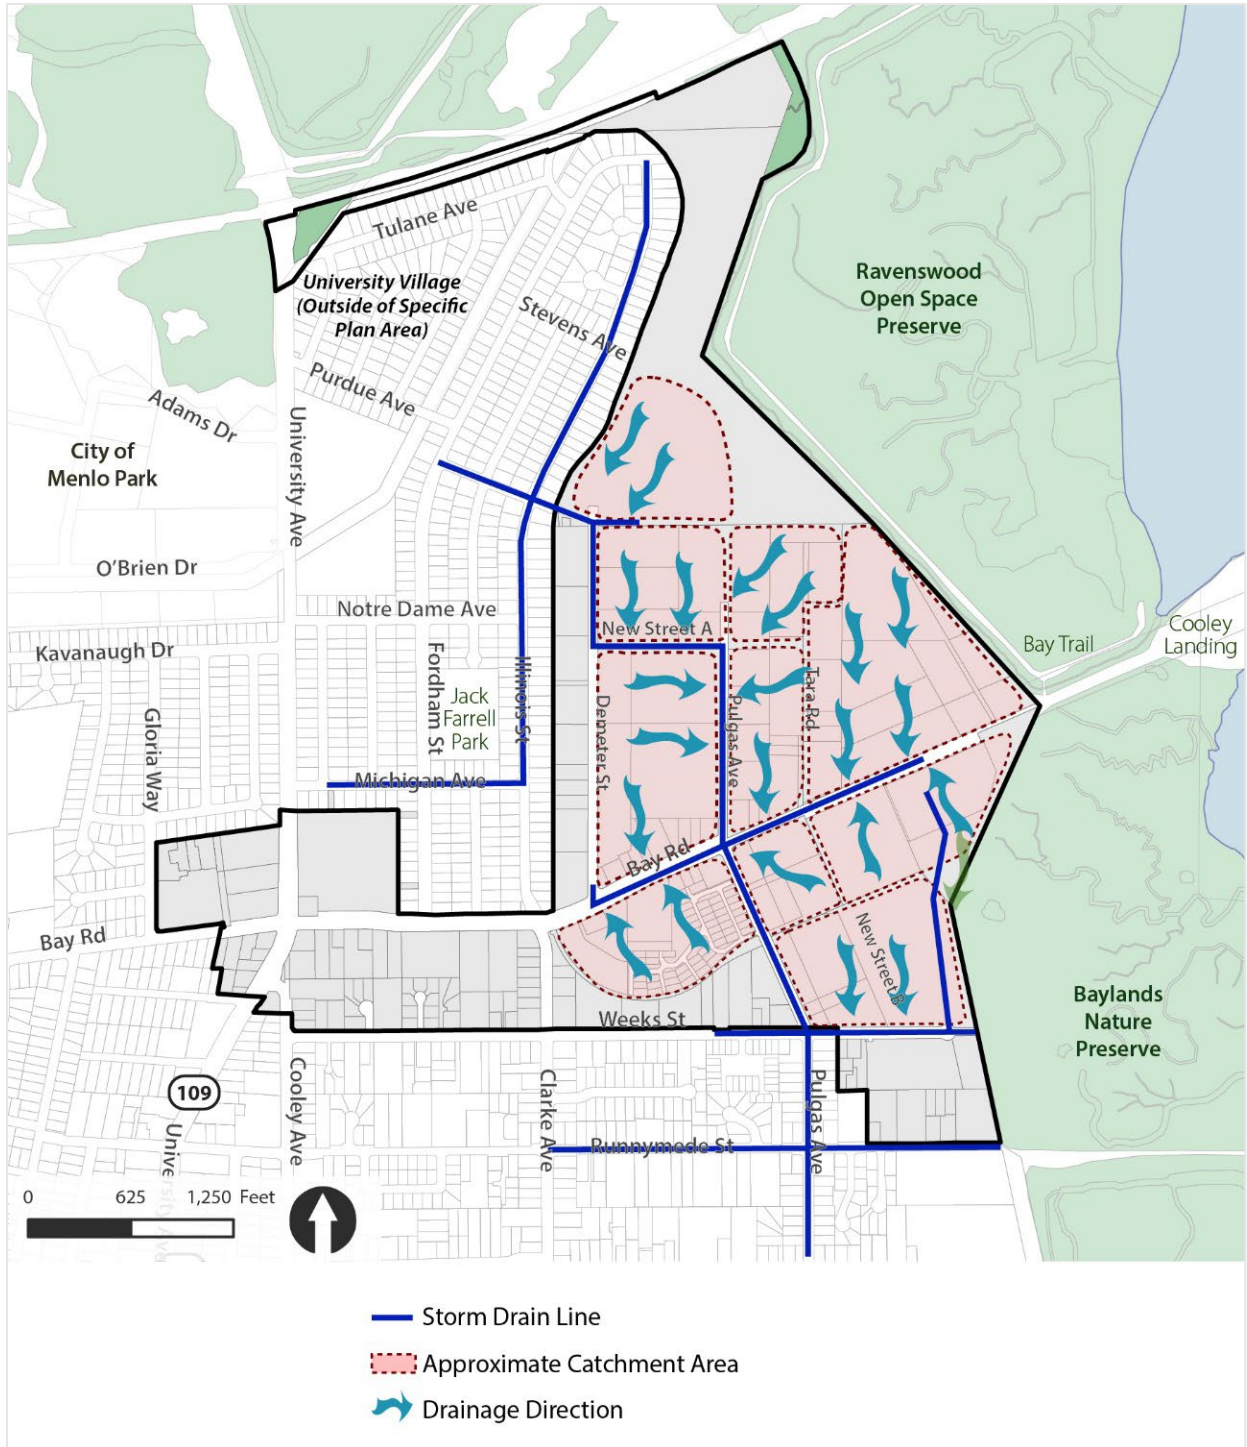 Tulane Ave
University Village
(Outside of Specific
Plan Area)
Ravenswood
Open Space
Preserve
Stevens Ave
Purdue Ave
Adams Dr
University Ave
City of
Menlo Park
O'Brien Dr
Notre Dame Ave
New Street A
Cooley
Landing
Bay Trail
Kavanaugh Dr
Fordham St
Illinois St
Jack
Farrell
Park
Gloria Way
Demeter St
Pulgas Ave
Tara Rd
Michigan Ave
Bay Rd
Bay Rd
New Street B
Weeks St
Baylands
Nature
Preserve
109
Cooley Ave
Clarke Ave
Pulgas Ave
Runnymede St
University Ave
0 625 1,250 Feet
Storm Drain Line
Approximate Catchment Area
Drainage Direction